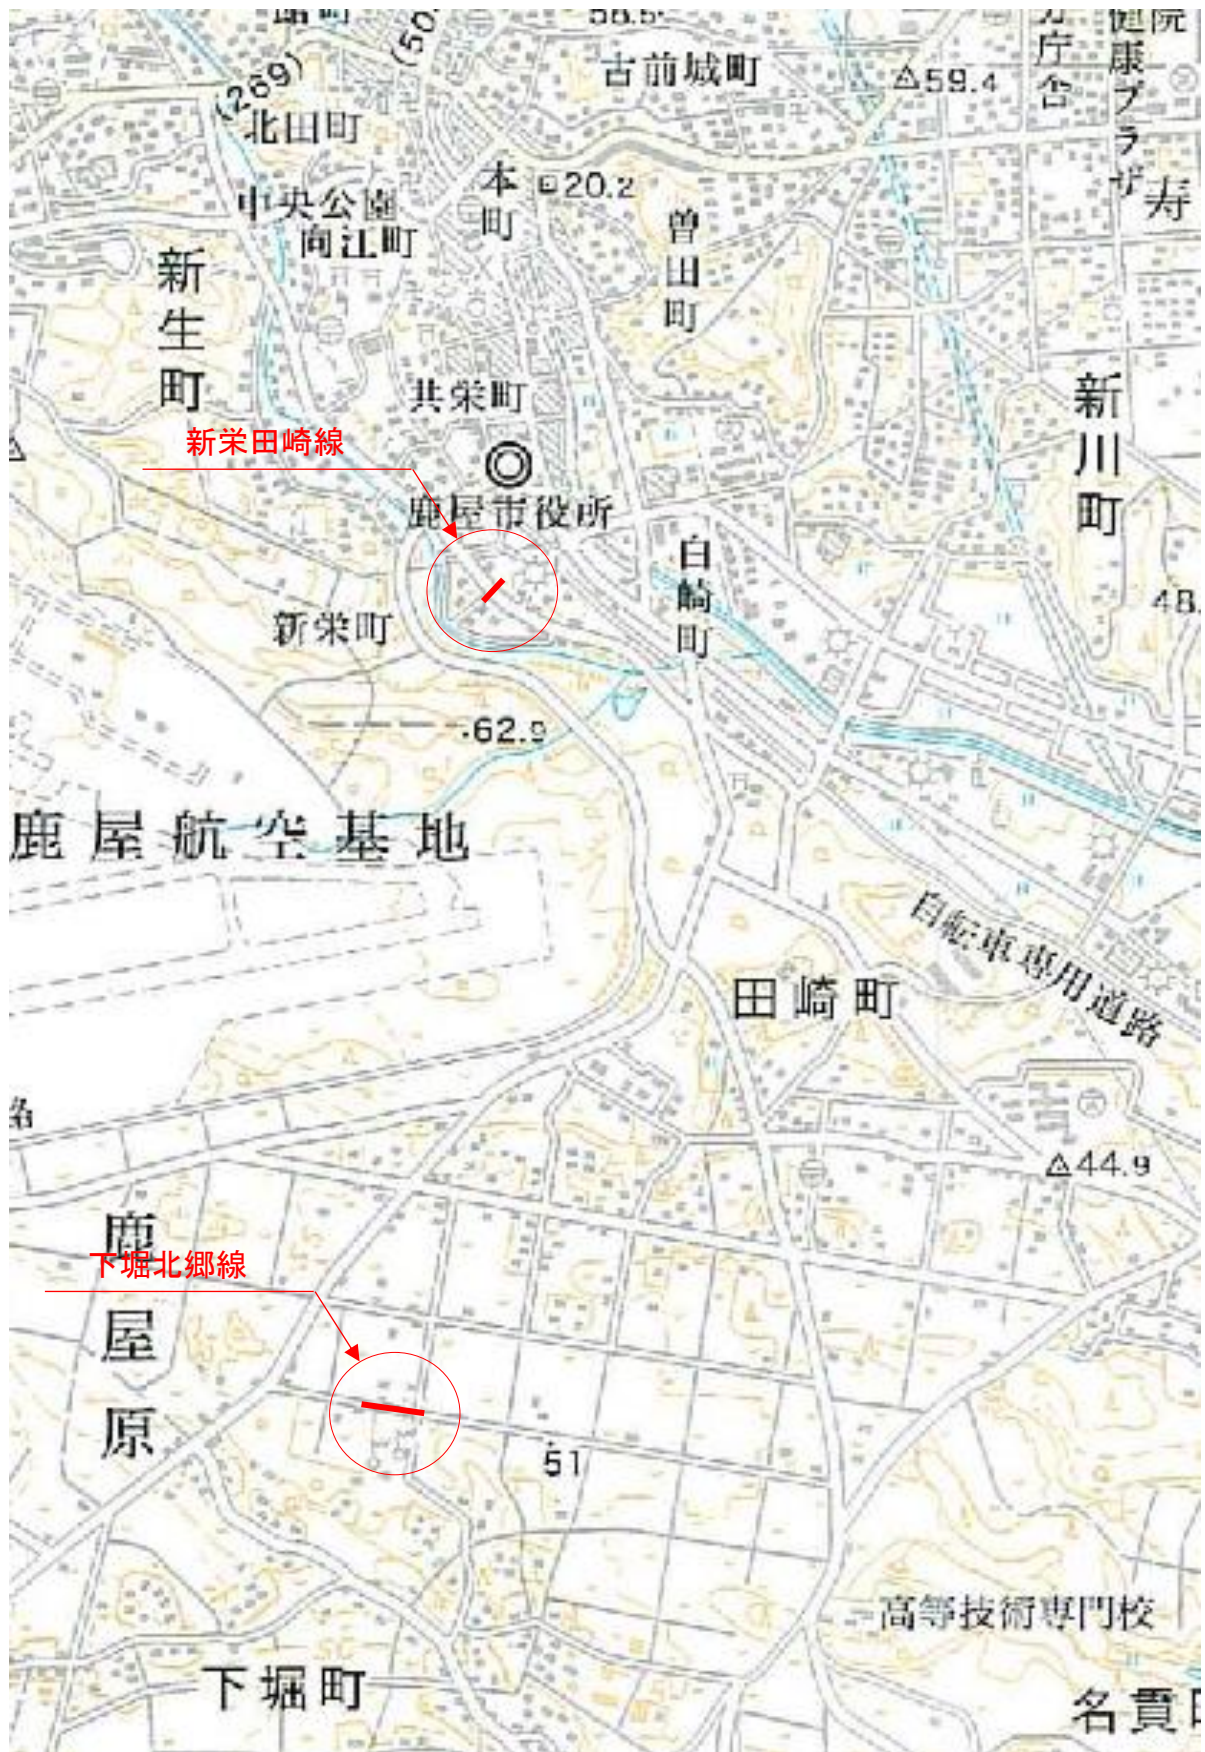 (269)
(50
古前城町
59.4
庁舎
健康プラザ
院
北田町
中央公園
向江町
本町
20.2
曽田町
寿
新生町
共栄町
新川町
新栄田崎線
鹿屋市役所
白崎町
新栄町
48.
62.9
鹿屋航空基地
自転車専用道路
田崎町
44.9
鹿屋原
下堀北郷線
51
高等技術専門校
下堀町
名貫